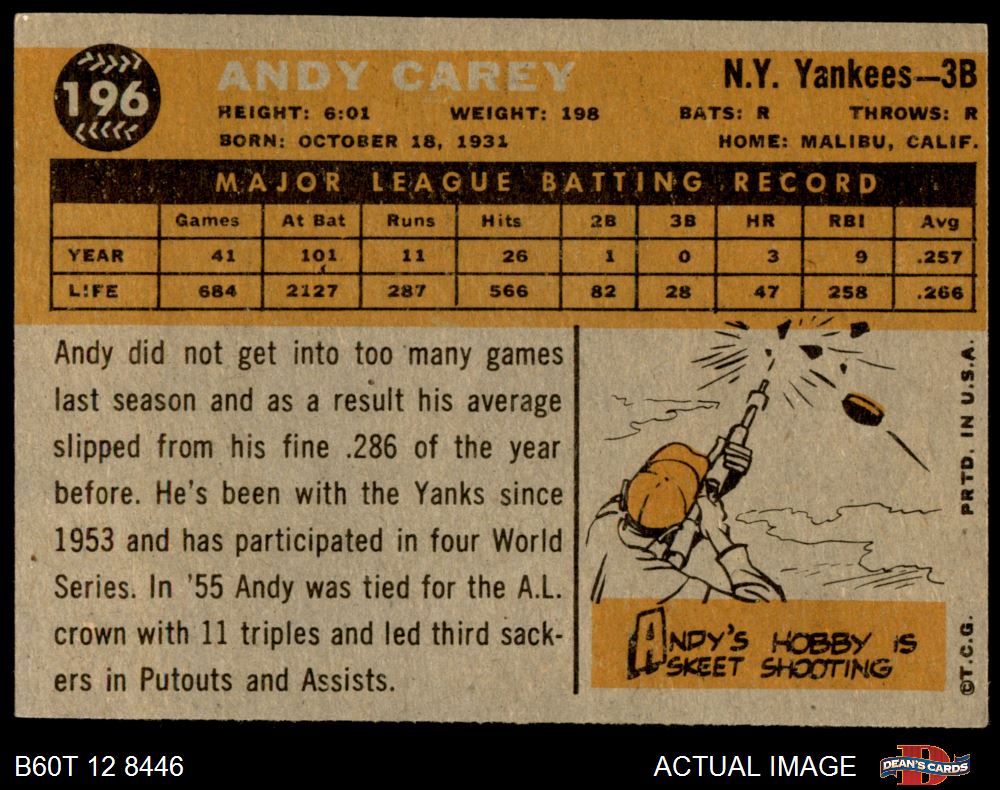 196
ANDY CAREY
N.Y. Yankees—3B
HEIGHT: 6:01 WEIGHT: 198 BATS: R THROWS: R
BORN: OCTOBER 18, 1931 HOME: MALIBU, CALIF.
MAJOR LEAGUE BATTING RECORD
Games At Bat Runs Hits 2B 3B HR RBI Avg
YEAR 41 101 11 26 1 0 3 9 .257
LIFE 684 2127 287 566 82 28 47 258 .266
Andy did not get into too many games
last season and as a result his average
slipped from his fine .286 of the year
before. He's been with the Yanks since
1953 and has participated in four World
Series. In '55 Andy was tied for the A.L.
crown with 11 triples and led third sack-
ers in Putouts and Assists.
ANDY'S HOBBY IS
SKEET SHOOTING
PRTD. IN U.S.A.
©T.C.G.
B60T 12 8446
ACTUAL IMAGE
DEAN'S CARDS